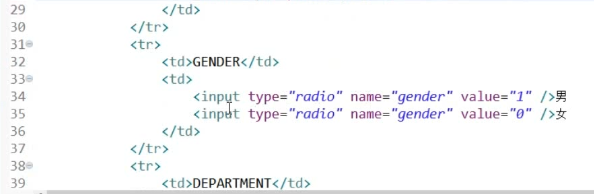 29 </td>
30 </tr>
31 <tr>
32 <td>GENDER</td>
33 <td>
34 <input type="radio" name="gender" value="1" />男
35 <input type="radio" name="gender" value="0" />女
36 </td>
37 </tr>
38 <tr>
39 <td>DEPARTMENT</td>